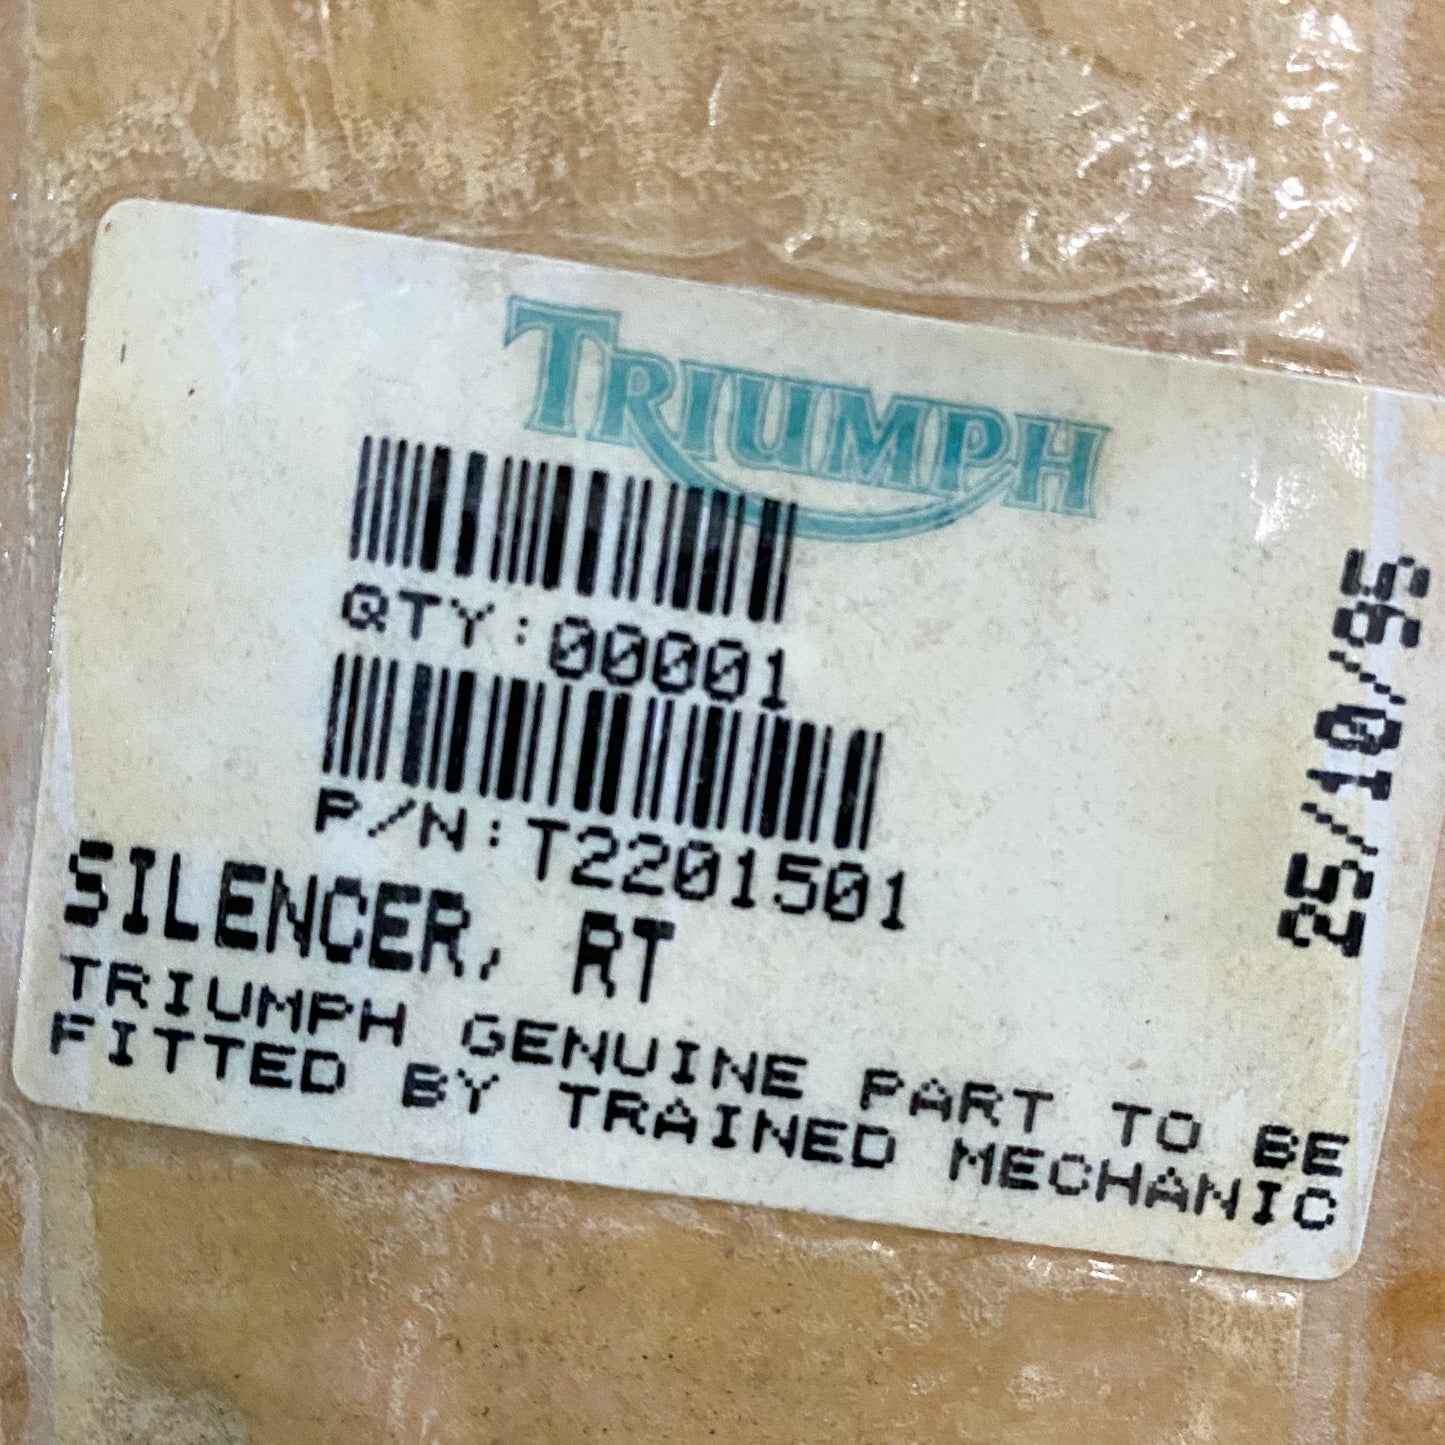 TRIUMPH
QTY:00001
P/N:T2201501
SILENCER, RT
TRIUMPH GENUINE PART TO BE
FITTED BY TRAINED MECHANIC
25/10/95